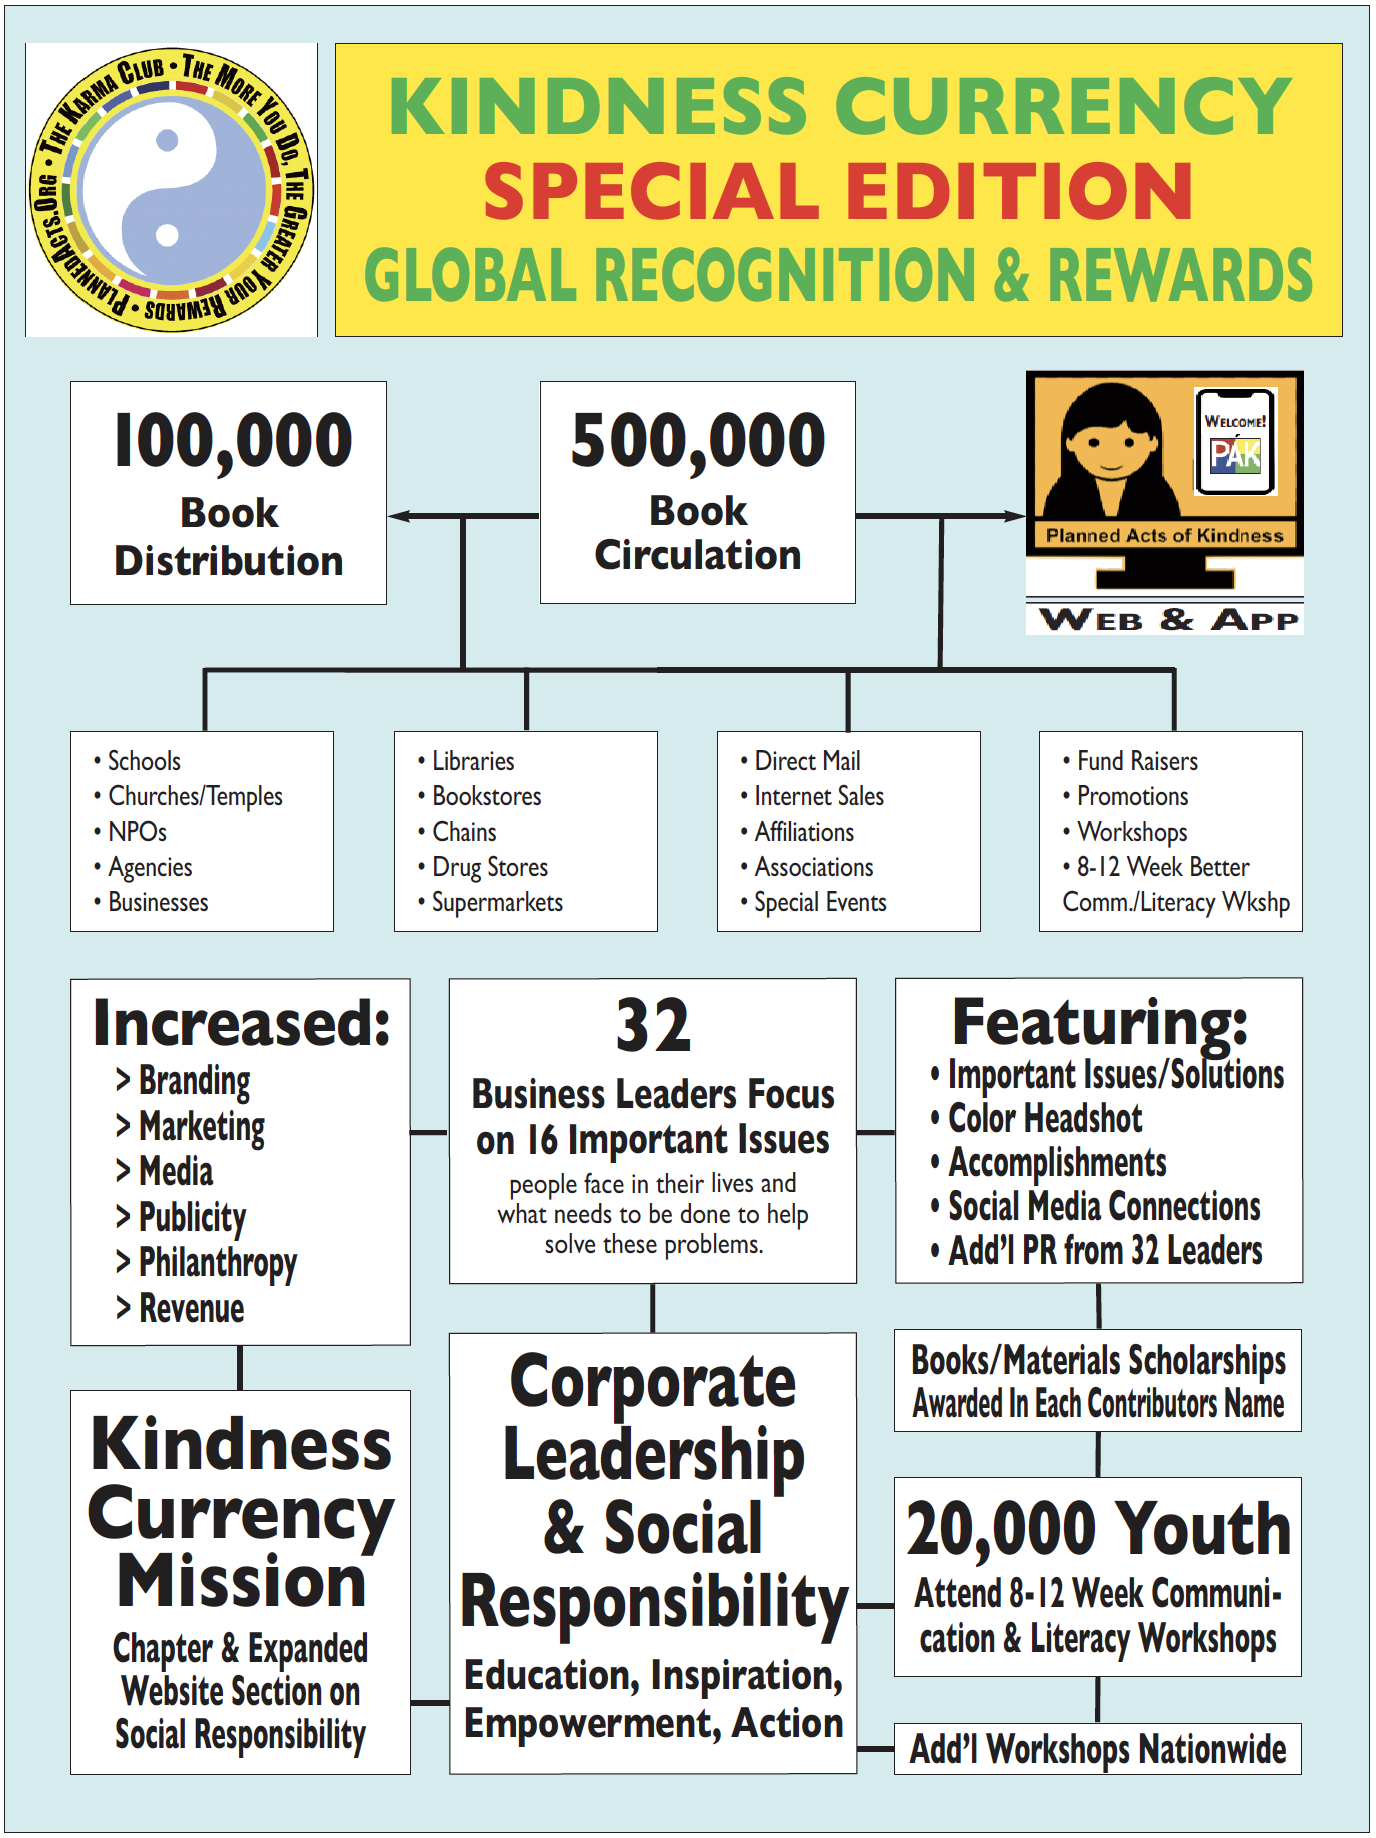 The Karma Club • The More You Do, The Greater Your Rewards • PlannedActs.Org •
KINDNESS CURRENCY
SPECIAL EDITION
GLOBAL RECOGNITION & REWARDS
100,000
Book
Distribution
500,000
Book
Circulation
Welcome!
PAK
Planned Acts of Kindness
Web & App
• Schools
• Churches/Temples
• NPOs
• Agencies
• Businesses
• Libraries
• Bookstores
• Chains
• Drug Stores
• Supermarkets
• Direct Mail
• Internet Sales
• Affiliations
• Associations
• Special Events
• Fund Raisers
• Promotions
• Workshops
• 8-12 Week Better
Comm./Literacy Wkshp
Increased:
> Branding
> Marketing
> Media
> Publicity
> Philanthropy
> Revenue
32
Business Leaders Focus
on 16 Important Issues
people face in their lives and
what needs to be done to help
solve these problems.
Featuring:
• Important Issues/Solutions
• Color Headshot
• Accomplishments
• Social Media Connections
• Add'l PR from 32 Leaders
Kindness
Currency
Mission
Chapter & Expanded
Website Section on
Social Responsibility
Corporate
Leadership
& Social
Responsibility
Education, Inspiration,
Empowerment, Action
Books/Materials Scholarships
Awarded In Each Contributors Name
20,000 Youth
Attend 8-12 Week Communi-
cation & Literacy Workshops
Add'l Workshops Nationwide